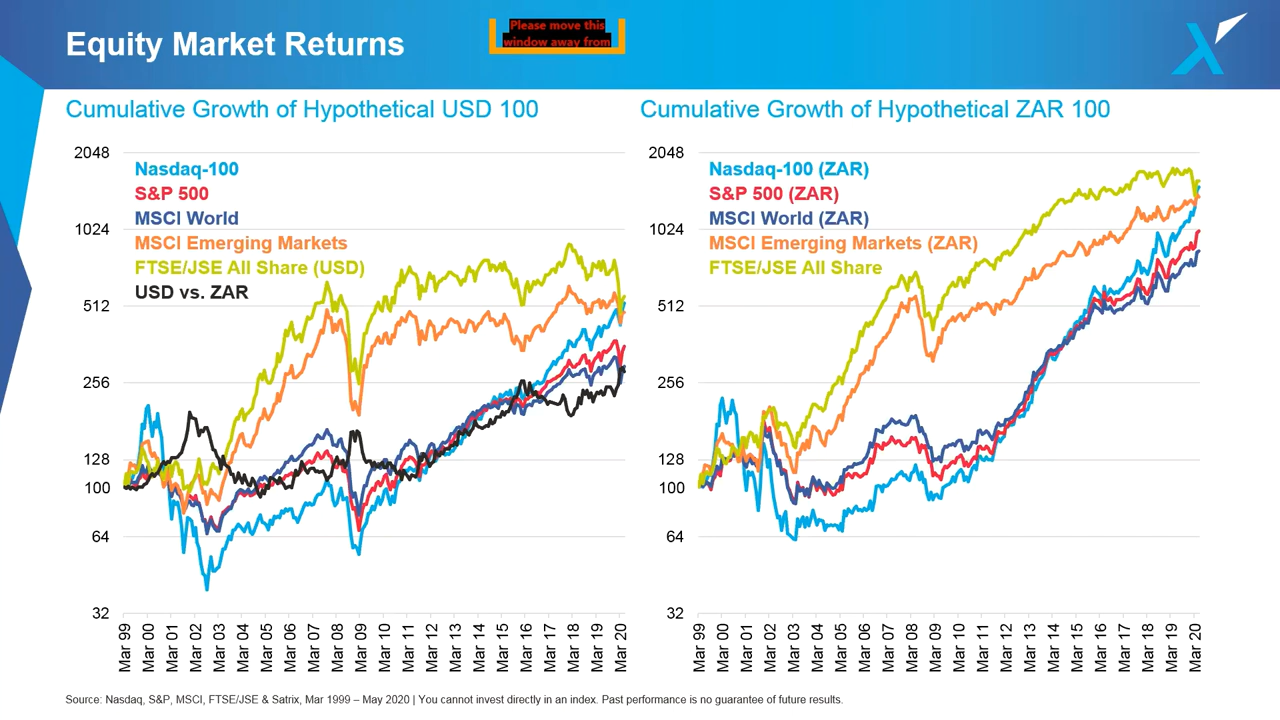 Equity Market Returns
Please move this
window away from
Cumulative Growth of Hypothetical USD 100
2048
1024
512
256
128
100
64
32
Nasdaq-100
S&P 500
MSCI World
MSCI Emerging Markets
FTSE/JSE All Share (USD)
USD vs. ZAR
Mar 99
Mar 00
Mar 01
Mar 02
Mar 03
Mar 04
Mar 05
Mar 06
Mar 07
Mar 08
Mar 09
Mar 10
Mar 11
Mar 12
Mar 13
Mar 14
Mar 15
Mar 16
Mar 17
Mar 18
Mar 19
Mar 20
Cumulative Growth of Hypothetical ZAR 100
2048
1024
512
256
128
100
64
32
Nasdaq-100 (ZAR)
S&P 500 (ZAR)
MSCI World (ZAR)
MSCI Emerging Markets (ZAR)
FTSE/JSE All Share
Mar 99
Mar 00
Mar 01
Mar 02
Mar 03
Mar 04
Mar 05
Mar 06
Mar 07
Mar 08
Mar 09
Mar 10
Mar 11
Mar 12
Mar 13
Mar 14
Mar 15
Mar 16
Mar 17
Mar 18
Mar 19
Mar 20
Source: Nasdaq, S&P, MSCI, FTSE/JSE & Satrix, Mar 1999 – May 2020 | You cannot invest directly in an index. Past performance is no guarantee of future results.